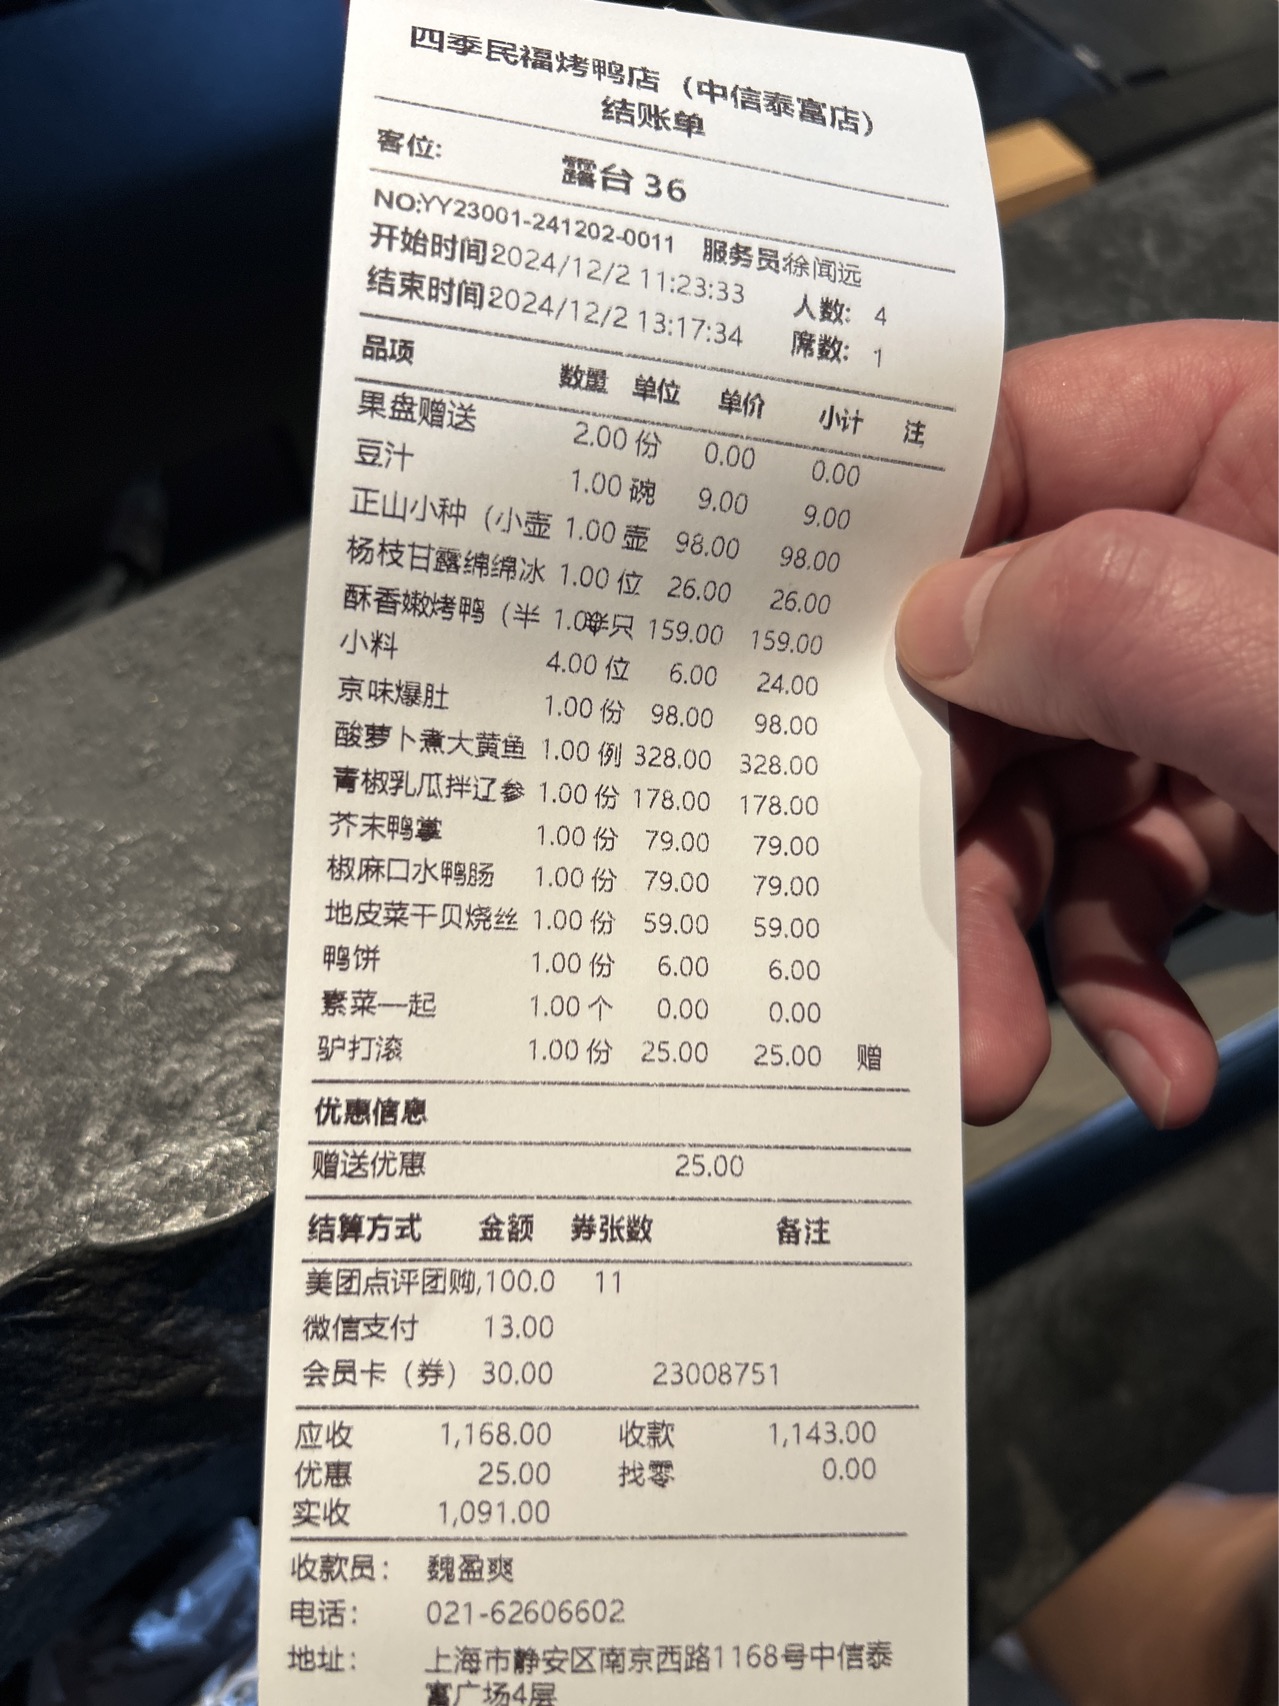 四季民福烤鸭店（中信泰富店）
结账单
客位: 露台 36
NO:YY23001-241202-0011 服务员:徐闻远
开始时间2024/12/2 11:23:33 人数: 4
结束时间2024/12/2 13:17:34 席数: 1
品项 数量 单位 单价 小计 注
果盘赠送 2.00 份 0.00 0.00
豆汁 1.00 碗 9.00 9.00
正山小种（小壶 1.00 壶 98.00 98.00
杨枝甘露绵绵冰 1.00 位 26.00 26.00
酥香嫩烤鸭（半 1.00半只 159.00 159.00
小料 4.00 位 6.00 24.00
京味爆肚 1.00 份 98.00 98.00
酸萝卜煮大黄鱼 1.00 例 328.00 328.00
青椒乳瓜拌辽参 1.00 份 178.00 178.00
芥末鸭掌 1.00 份 79.00 79.00
椒麻口水鸭肠 1.00 份 79.00 79.00
地皮菜干贝烧丝 1.00 份 59.00 59.00
鸭饼 1.00 份 6.00 6.00
素菜一起 1.00 个 0.00 0.00
驴打滚 1.00 份 25.00 25.00 赠
优惠信息
赠送优惠 25.00
结算方式 金额 券张数 备注
美团点评团购,100.0 11
微信支付 13.00
会员卡（券） 30.00 23008751
应收 1,168.00 收款 1,143.00
优惠 25.00 找零 0.00
实收 1,091.00
收款员: 魏盈爽
电话: 021-62606602
地址: 上海市静安区南京西路1168号中信泰
富广场4层